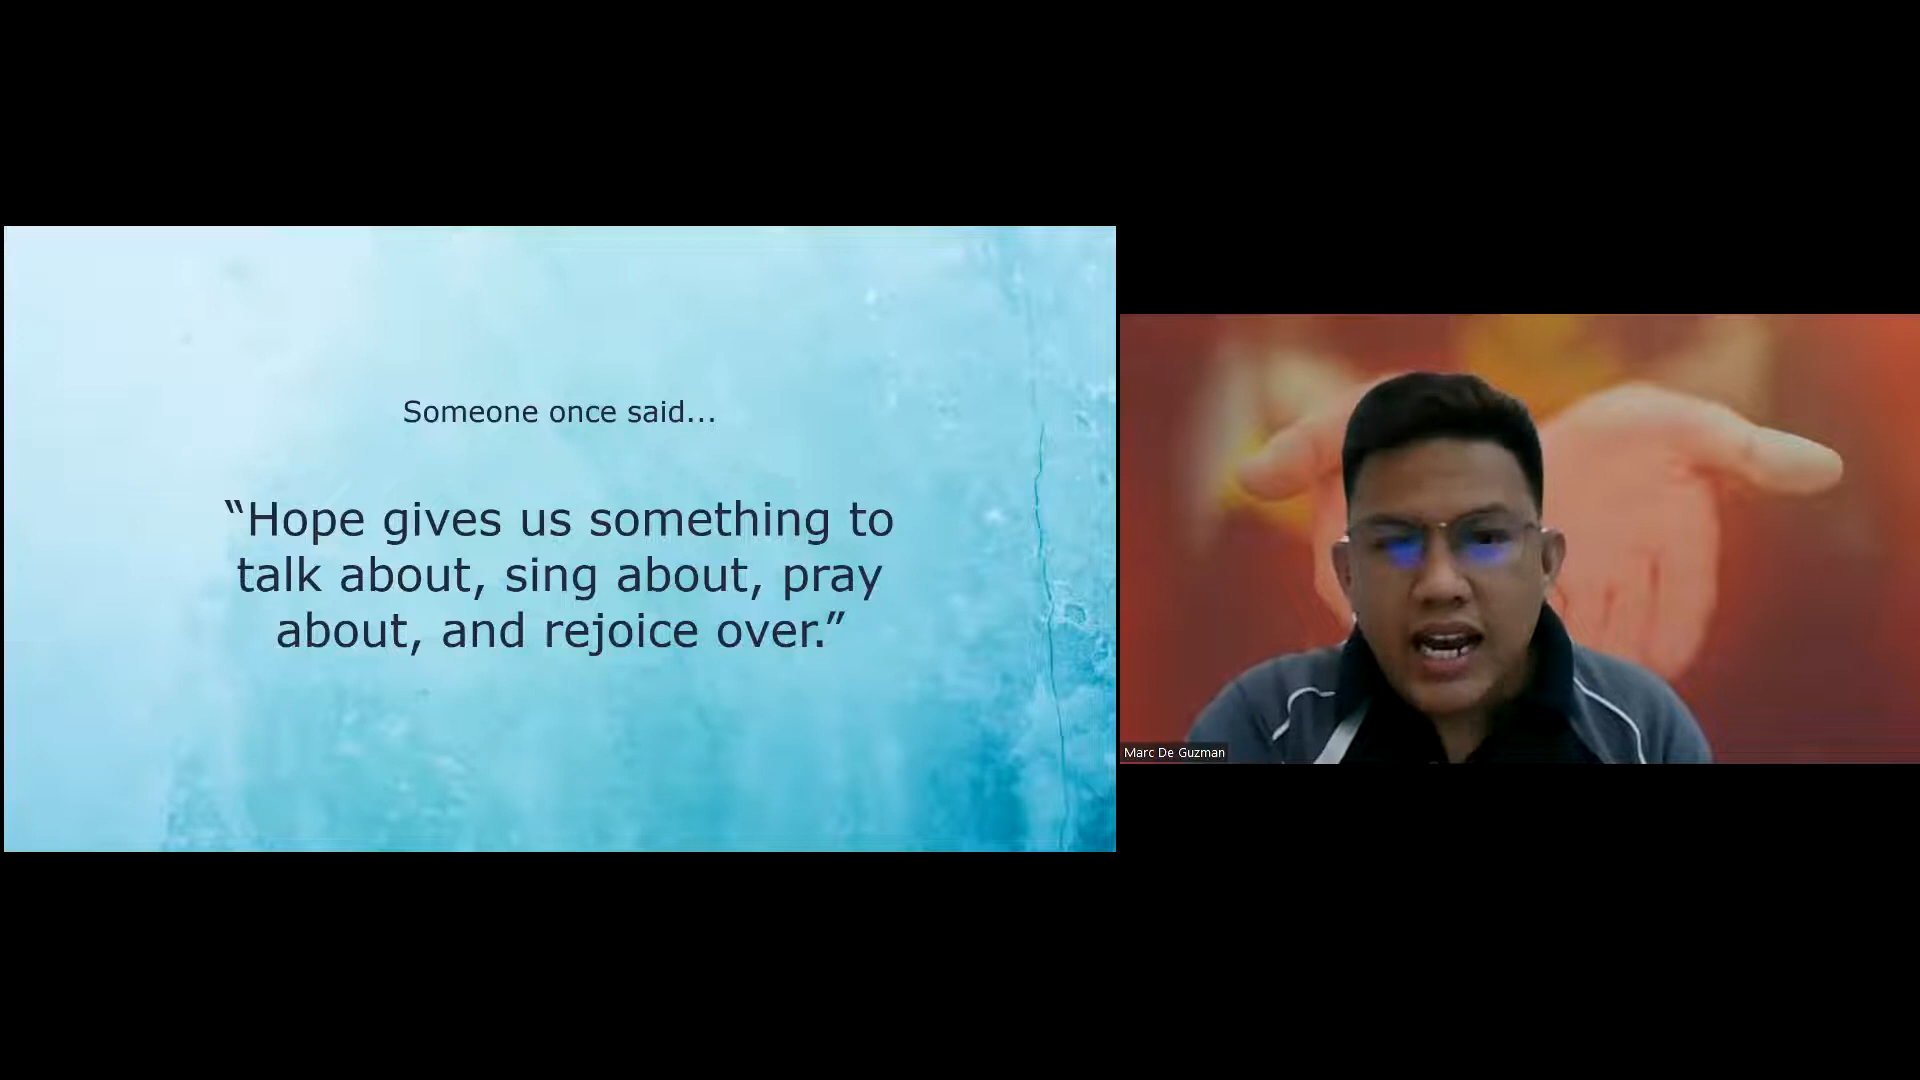 Someone once said...
“Hope gives us something to
talk about, sing about, pray
about, and rejoice over.”
Marc De Guzman